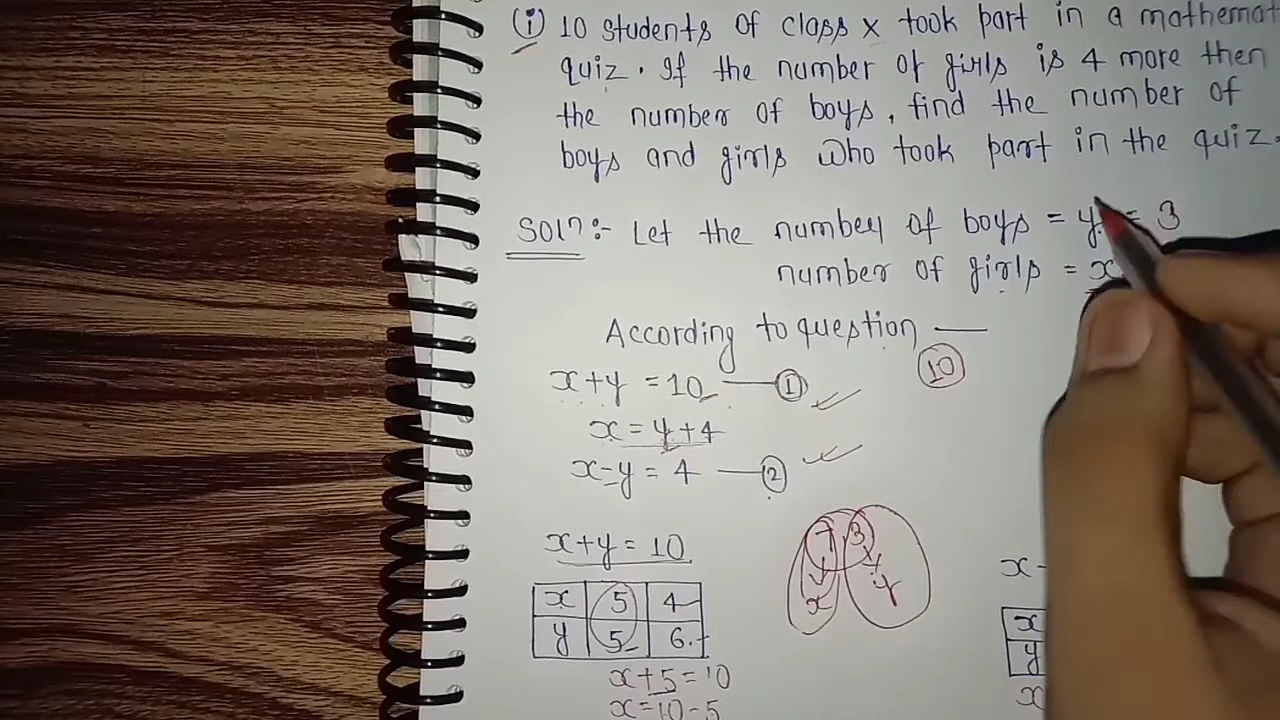 (i) 10 students of class x took part in a mathemat
quiz. If the number of girls is 4 more then
the number of boys, find the number of
boys and girls who took part in the quiz.
Soln:- Let the number of boys = y = 3
number of girls = x
According to question —
10
x+y = 10 — ①
x = y+4
x-y = 4 — ②
x+y = 10
7 3
x y
x 5 4
y 5 6
x+5=10
x=10-5
x-
x
y
x